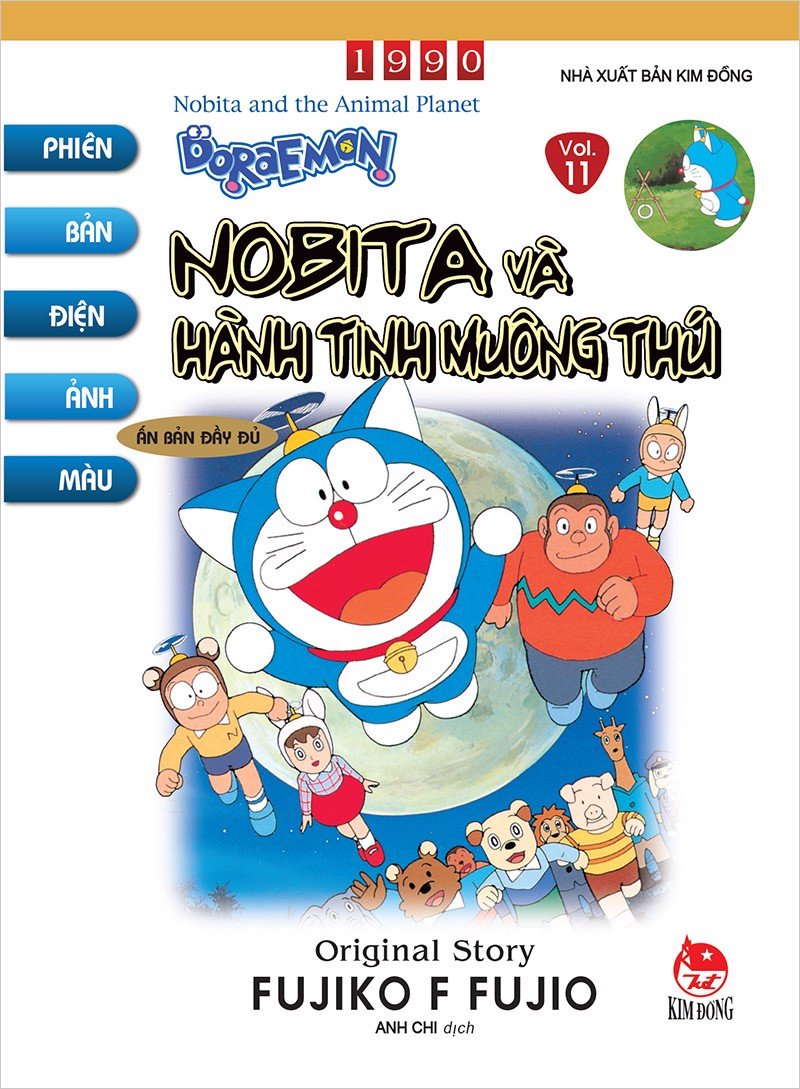 1990
NHÀ XUẤT BẢN KIM ĐỒNG
Nobita and the Animal Planet
DORAEMON
Vol.
11
PHIÊN
BẢN
ĐIỆN
ẢNH
MÀU
NOBITA VÀ
HÀNH TINH MUÔNG THÚ
ẤN BẢN ĐẦY ĐỦ
N
Original Story
FUJIKO F FUJIO
ANH CHI dịch
Kđ
KIM ĐỒNG